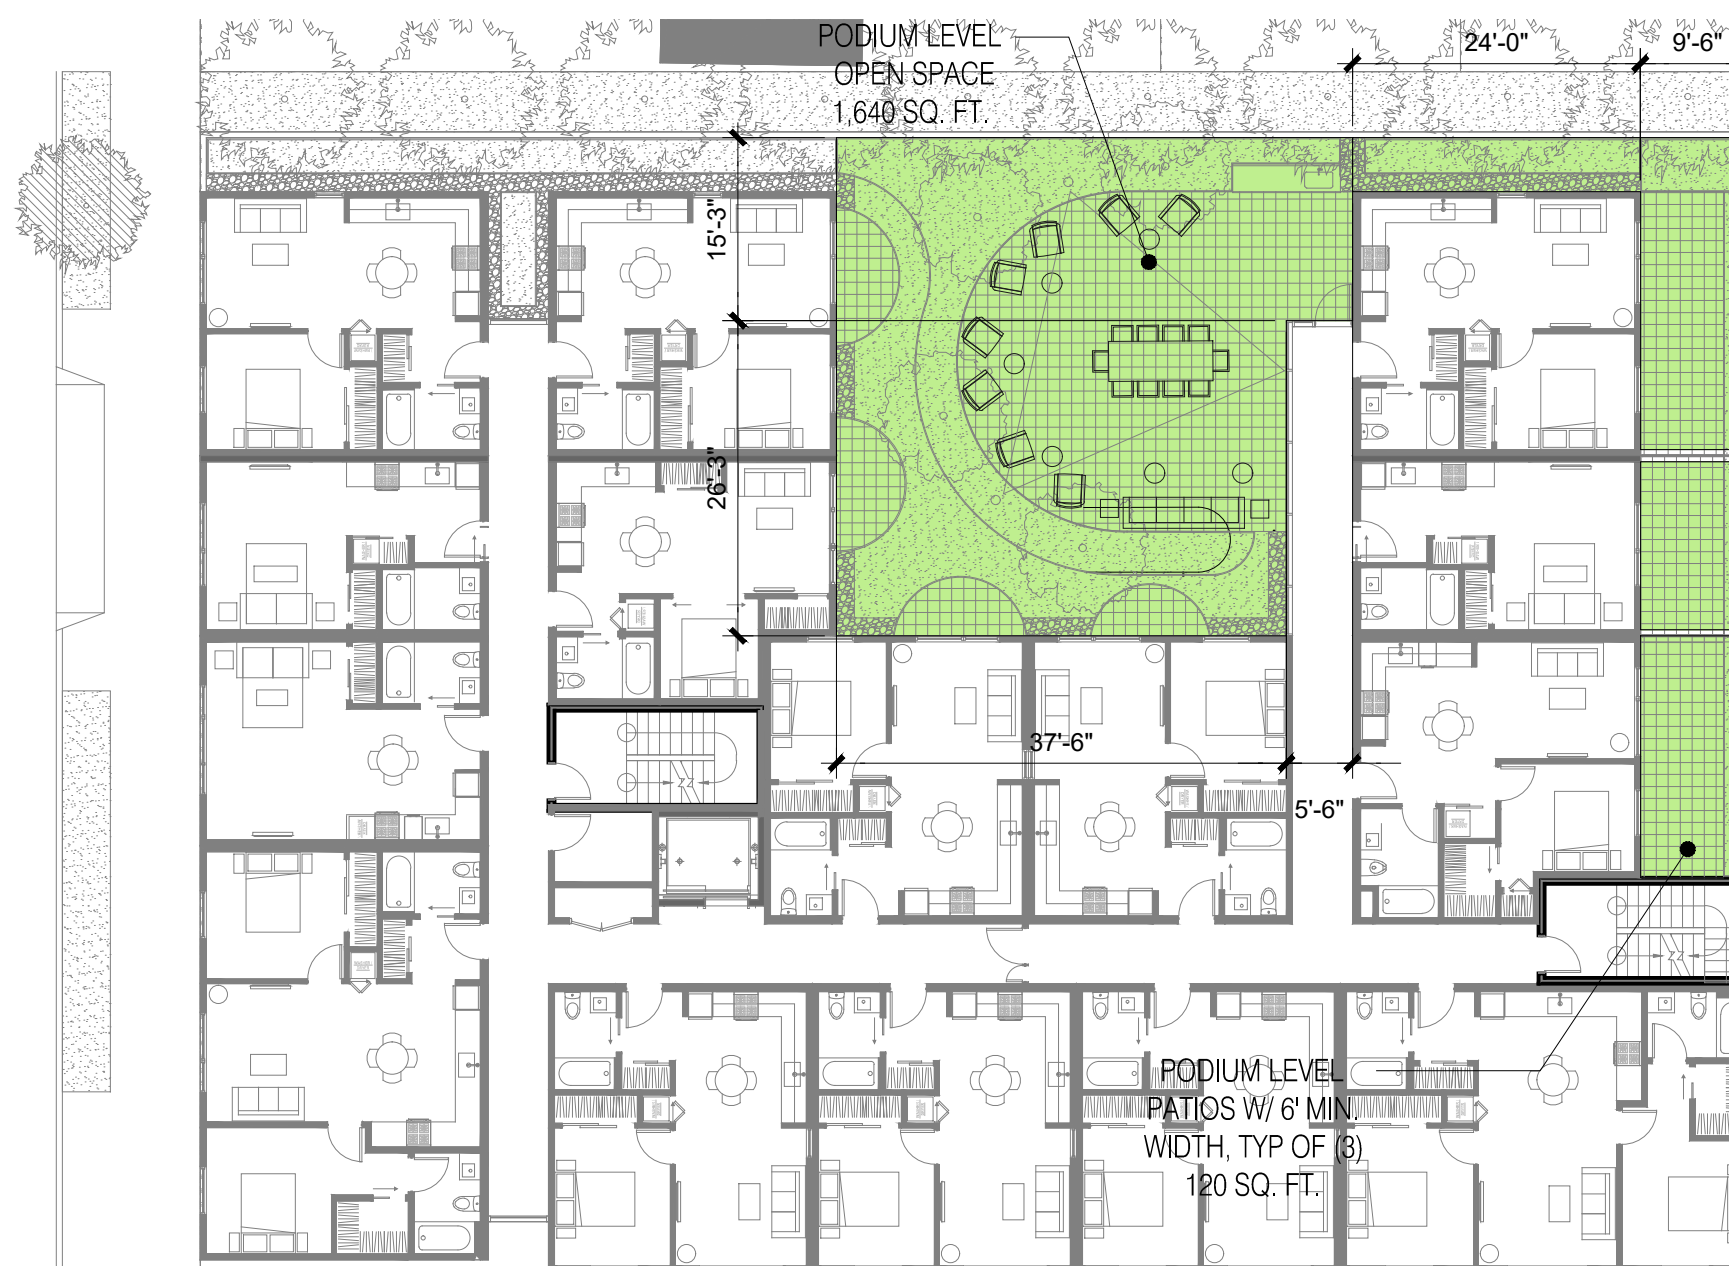 PODIUM LEVEL
OPEN SPACE
1,640 SQ. FT.
24'-0"
9'-6"
15'-3"
26'-3"
37'-6"
5'-6"
PODIUM LEVEL
PATIOS W/ 6' MIN.
WIDTH, TYP OF (3)
120 SQ. FT.